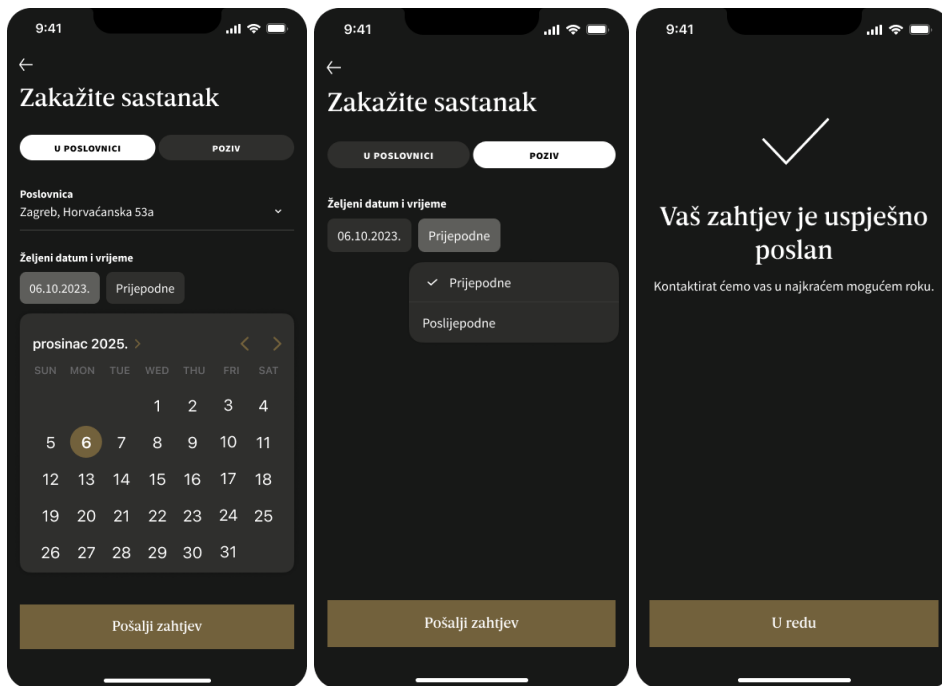 9:41
Zakažite sastanak
U POSLOVNICI POZIV
Poslovnica
Zagreb, Horvaćanska 53a
Željeni datum i vrijeme
06.10.2023. Prijepodne
prosinac 2025.
SUN MON TUE WED THU FRI SAT
1 2 3 4
5 6 7 8 9 10 11
12 13 14 15 16 17 18
19 20 21 22 23 24 25
26 27 28 29 30 31
Pošalji zahtjev
9:41
Zakažite sastanak
U POSLOVNICI POZIV
Željeni datum i vrijeme
06.10.2023. Prijepodne
Prijepodne
Poslijepodne
Pošalji zahtjev
9:41
Vaš zahtjev je uspješno
poslan
Kontaktirat ćemo vas u najkraćem mogućem roku.
U redu